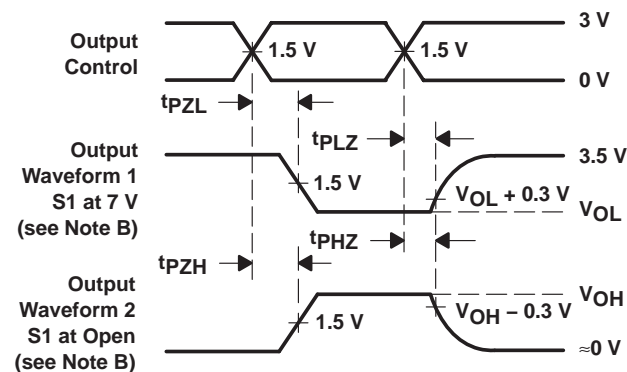 Output
Control
1.5 V
1.5 V
3 V
0 V
tPZL
tPLZ
Output
Waveform 1
S1 at 7 V
(see Note B)
1.5 V
3.5 V
VOL + 0.3 V
VOL
tPZH
tPHZ
Output
Waveform 2
S1 at Open
(see Note B)
1.5 V
VOH
VOH − 0.3 V
≈0 V